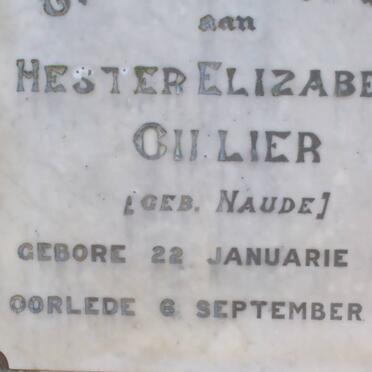 aan
HESTER ELIZABE
CILLIER
[GEB. NAUDE]
GEBORE 22 JANUARIE
OORLEDE 6 SEPTEMBER